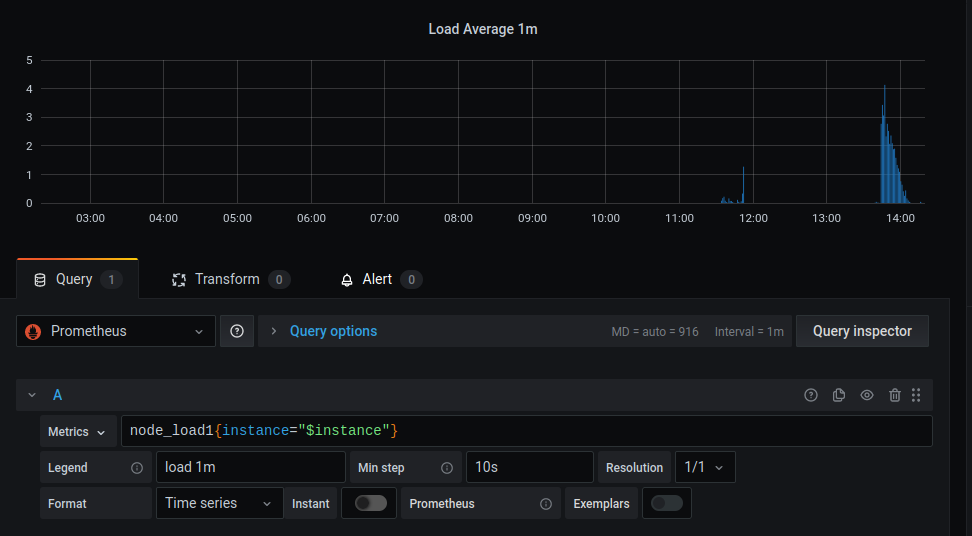 Load Average 1m
5
4
3
2
1
0
03:00 04:00 05:00 06:00 07:00 08:00 09:00 10:00 11:00 12:00 13:00 14:00
Query 1 Transform 0 Alert 0
Prometheus Query options MD = auto = 916 Interval = 1m Query inspector
A
Metrics node_load1{instance="$instance"}
Legend load 1m Min step 10s Resolution 1/1
Format Time series Instant Prometheus Exemplars